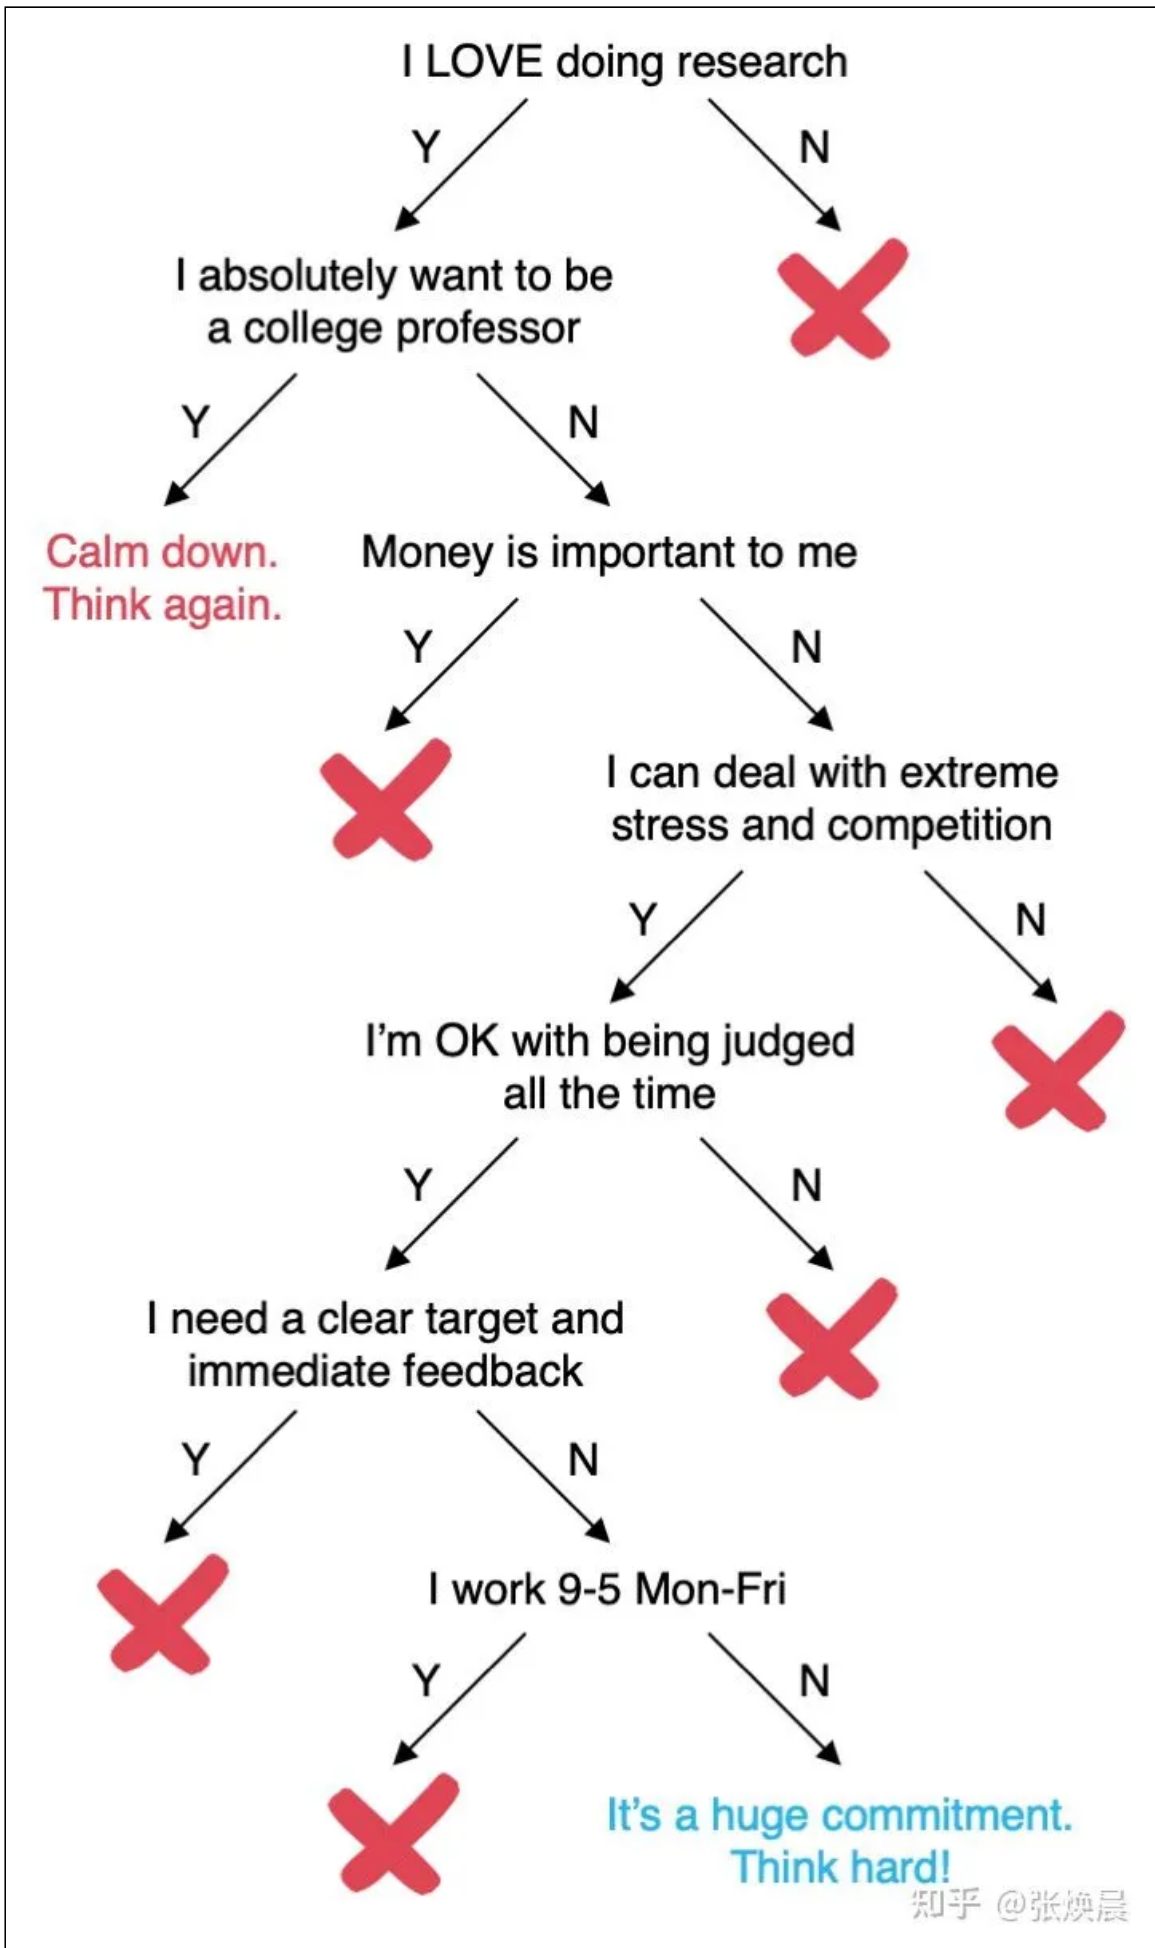 I LOVE doing research
Y
N
I absolutely want to be
a college professor
Y
N
Calm down.
Think again.
Money is important to me
Y
N
I can deal with extreme
stress and competition
Y
N
I'm OK with being judged
all the time
Y
N
I need a clear target and
immediate feedback
Y
N
I work 9-5 Mon-Fri
Y
N
It's a huge commitment.
Think hard!
知乎 @张焕晨